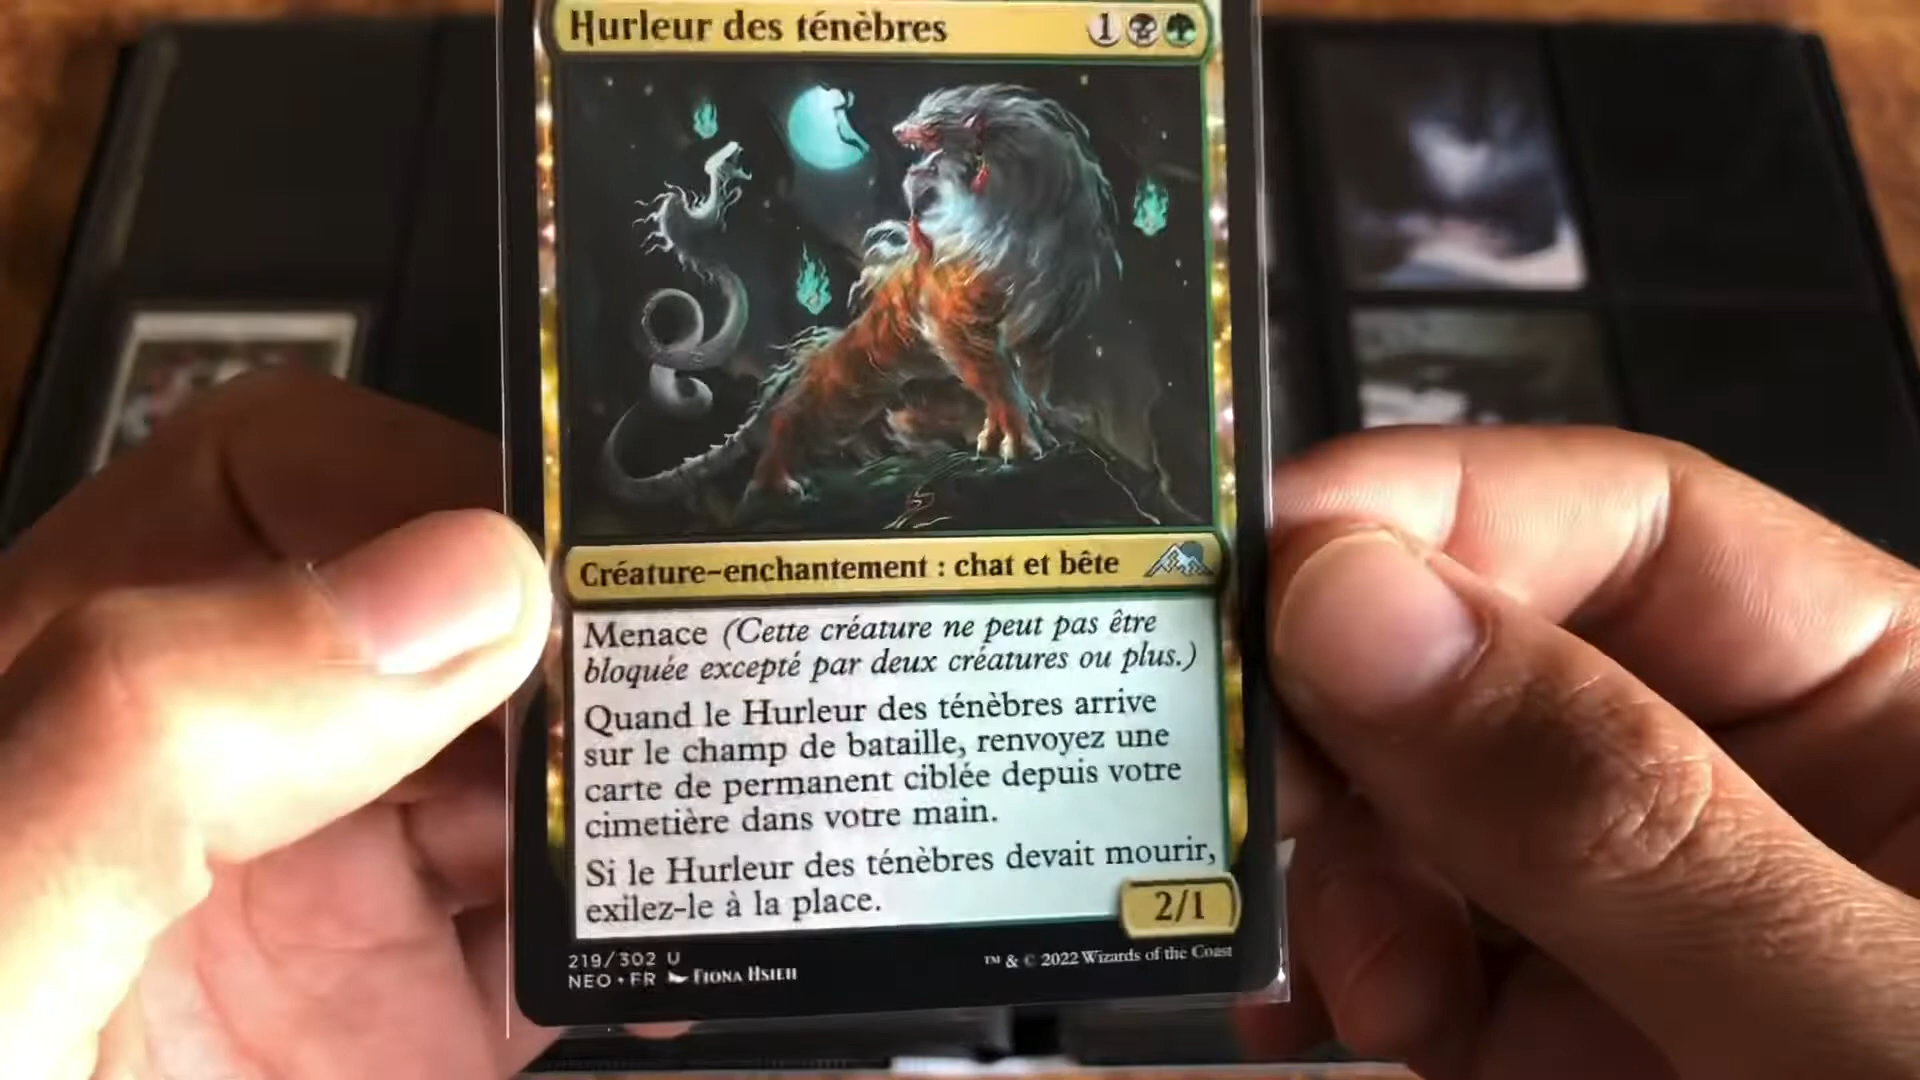 Hurleur des ténèbres 1
Créature-enchantement : chat et bête
Menace (Cette créature ne peut pas être
bloquée excepté par deux créatures ou plus.)
Quand le Hurleur des ténèbres arrive
sur le champ de bataille, renvoyez une
carte de permanent ciblée depuis votre
cimetière dans votre main.
Si le Hurleur des ténèbres devait mourir,
exilez-le à la place.
2/1
219/302 U
NEO • FR Fiona Hsieh
™ & © 2022 Wizards of the Coast